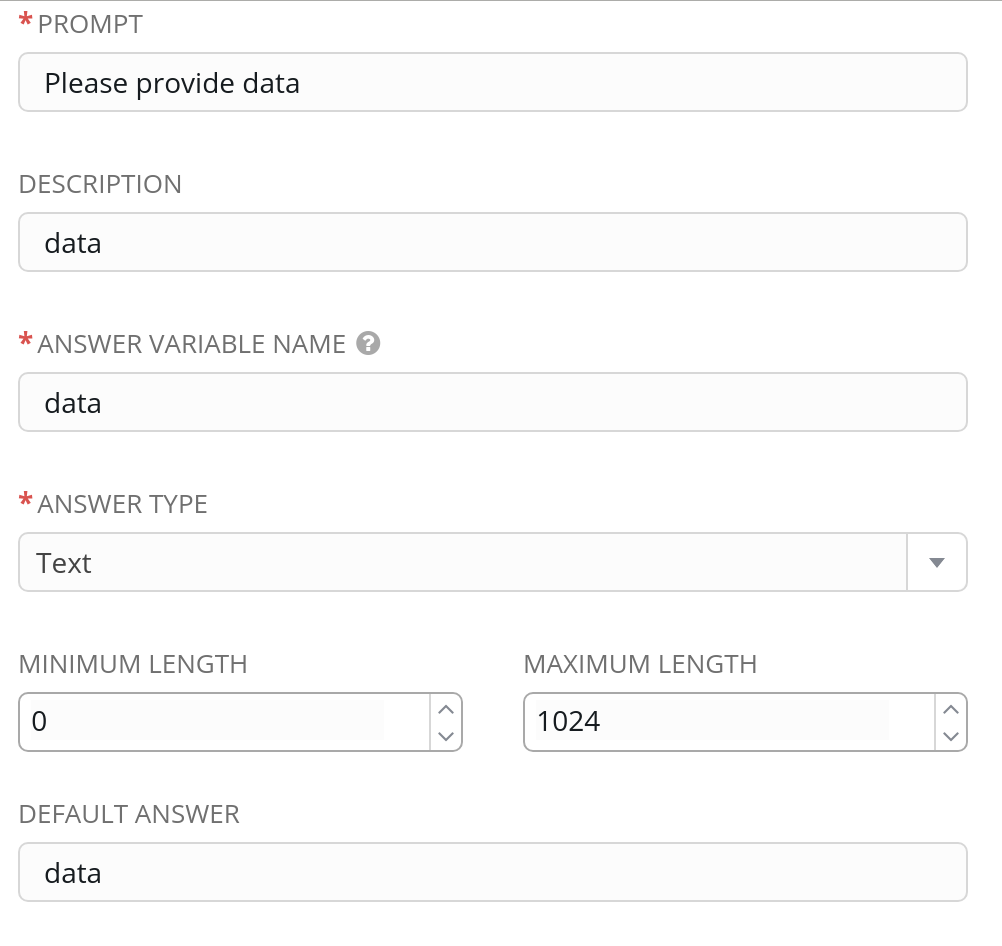 * PROMPT
Please provide data
DESCRIPTION
data
* ANSWER VARIABLE NAME ?
data
* ANSWER TYPE
Text
MINIMUM LENGTH MAXIMUM LENGTH
0 1024
DEFAULT ANSWER
data